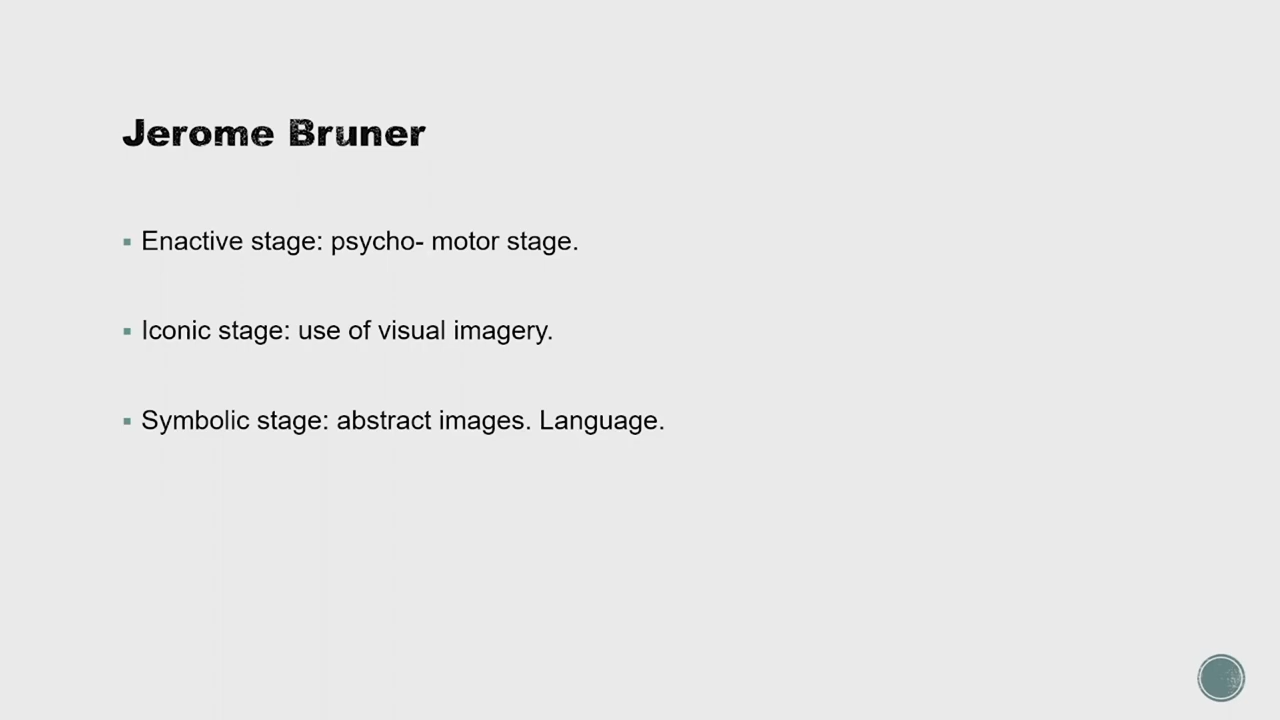 Jerome Bruner
Enactive stage: psycho- motor stage.
Iconic stage: use of visual imagery.
Symbolic stage: abstract images. Language.